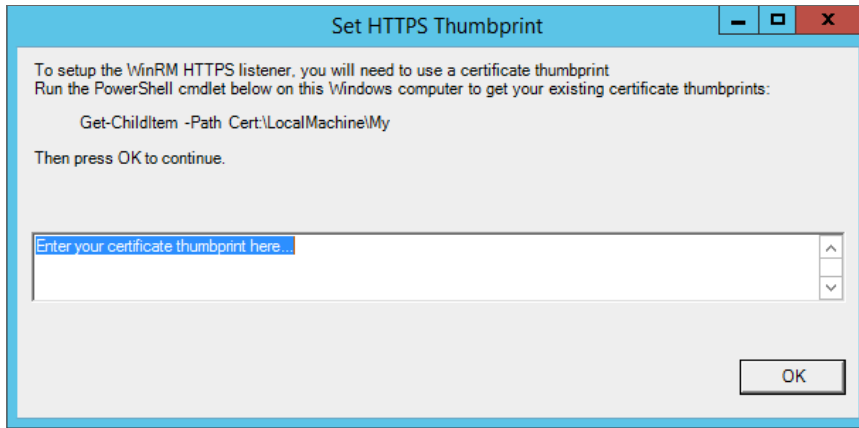 Set HTTPS Thumbprint
To setup the WinRM HTTPS listener, you will need to use a certificate thumbprint
Run the PowerShell cmdlet below on this Windows computer to get your existing certificate thumbprints:
Get-ChildItem -Path Cert:\LocalMachine\My
Then press OK to continue.
Enter your certificate thumbprint here...
OK